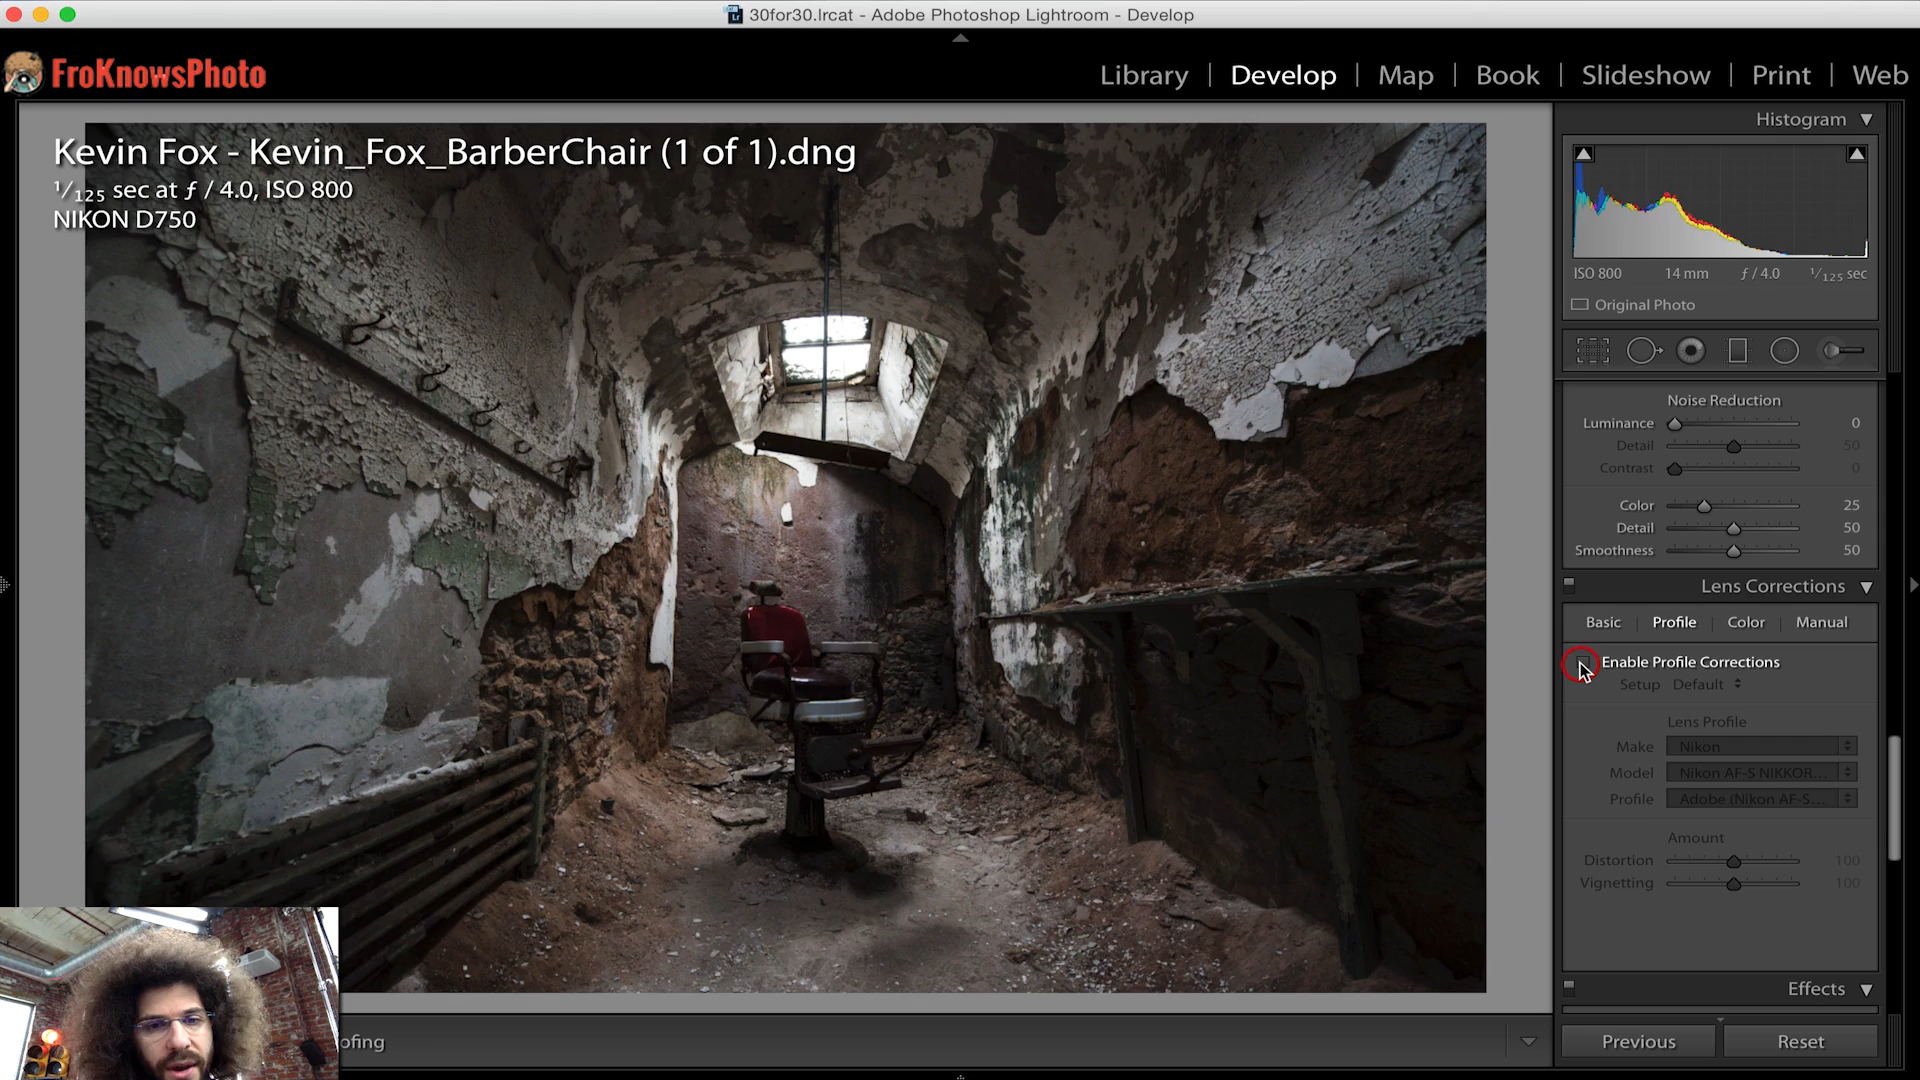 30for30.lrcat - Adobe Photoshop Lightroom - Develop
FroKnowsPhoto
Library | Develop | Map | Book | Slideshow | Print | Web
Kevin Fox - Kevin_Fox_BarberChair (1 of 1).dng
1/125 sec at ƒ / 4.0, ISO 800
NIKON D750
Histogram
ISO 800 14 mm ƒ / 4.0 1/125 sec
Original Photo
Noise Reduction
Luminance 0
Detail 50
Contrast 0
Color 25
Detail 50
Smoothness 50
Lens Corrections
Basic | Profile | Color | Manual
Enable Profile Corrections
Setup Default
Lens Profile
Make Nikon
Model Nikon AF-S NIKKOR...
Profile Adobe (Nikon AF-S...
Amount
Distortion 100
Vignetting 100
Effects
ofing
Previous Reset